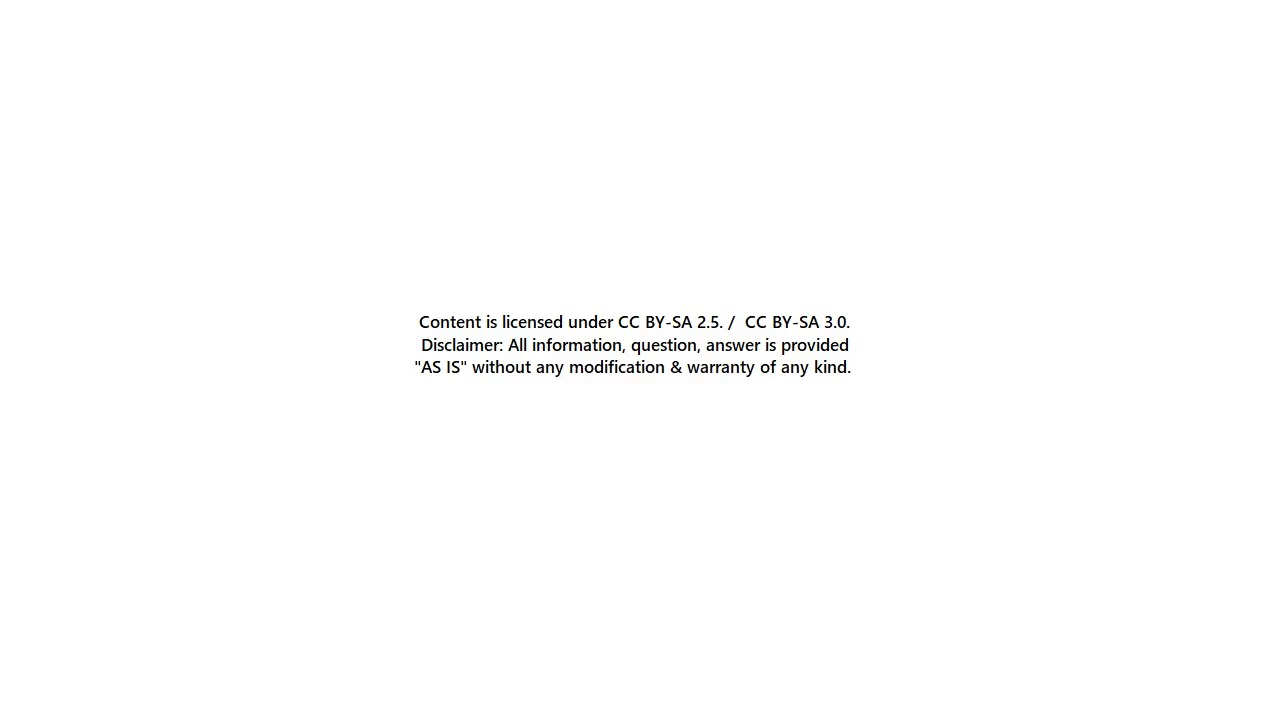 Content is licensed under CC BY-SA 2.5. /  CC BY-SA 3.0.
Disclaimer: All information, question, answer is provided
"AS IS" without any modification & warranty of any kind.